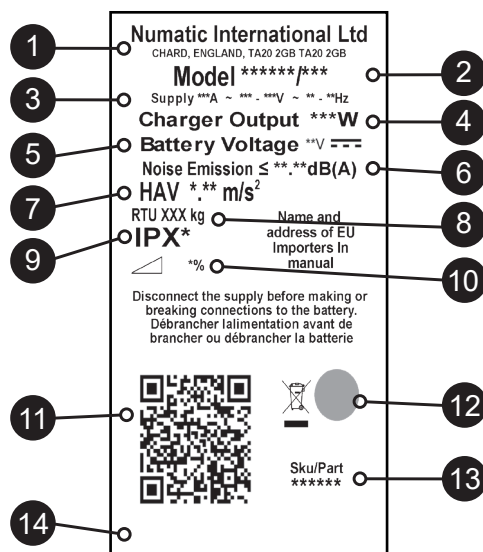 Numatic International Ltd
1
CHARD, ENGLAND, TA20 2GB TA20 2GB
Model ******/***
2
3
Supply ***A ~ *** - ***V ~ ** - **Hz
Charger Output ***W
4
5
Battery Voltage **V
Noise Emission ≤ **.**dB(A)
6
7
HAV *.** m/s²
RTU XXX kg
8
Name and
address of EU
Importers In
manual
9
IPX*
*%
10
Disconnect the supply before making or
breaking connections to the battery.
Débrancher lalimentation avant de
brancher ou débrancher la batterie
11
12
Sku/Part
******
13
14